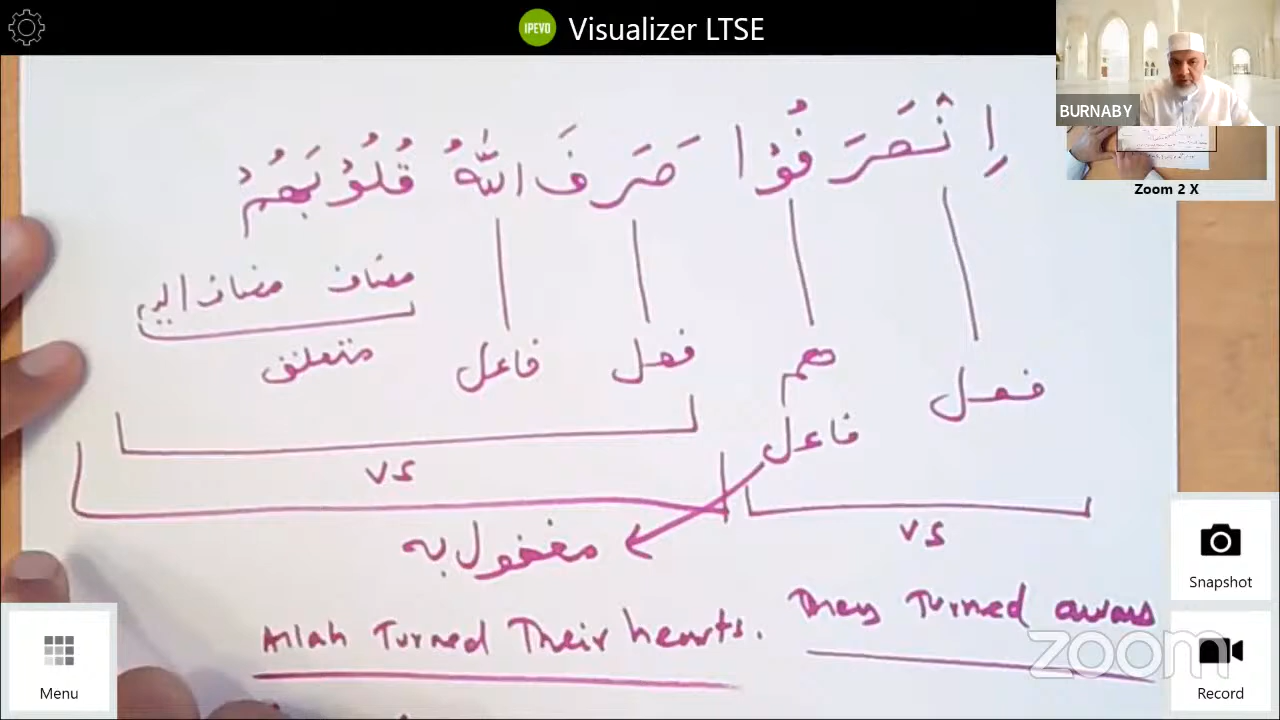 IPEVO Visualizer LTSE
BURNABY
Zoom 2 X
اِنْصَرَفُوْا صَرَفَ اللّٰهُ قُلُوْبَهُمْ
مضاف مضاف اليه
فعل هم فعل فاعل متعلق
فاعل
vs
vs
مفعول به
They Turned away
Allah Turned Their hearts.
zoom
Snapshot
Record
Menu